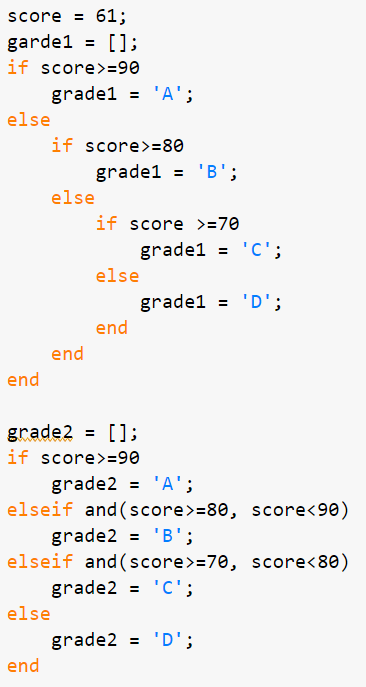 score = 61;
garde1 = [];
if score>=90
    grade1 = 'A';
else
    if score>=80
        grade1 = 'B';
    else
        if score >=70
            grade1 = 'C';
        else
            grade1 = 'D';
        end
    end
end

grade2 = [];
if score>=90
    grade2 = 'A';
elseif and(score>=80, score<90)
    grade2 = 'B';
elseif and(score>=70, score<80)
    grade2 = 'C';
else
    grade2 = 'D';
end